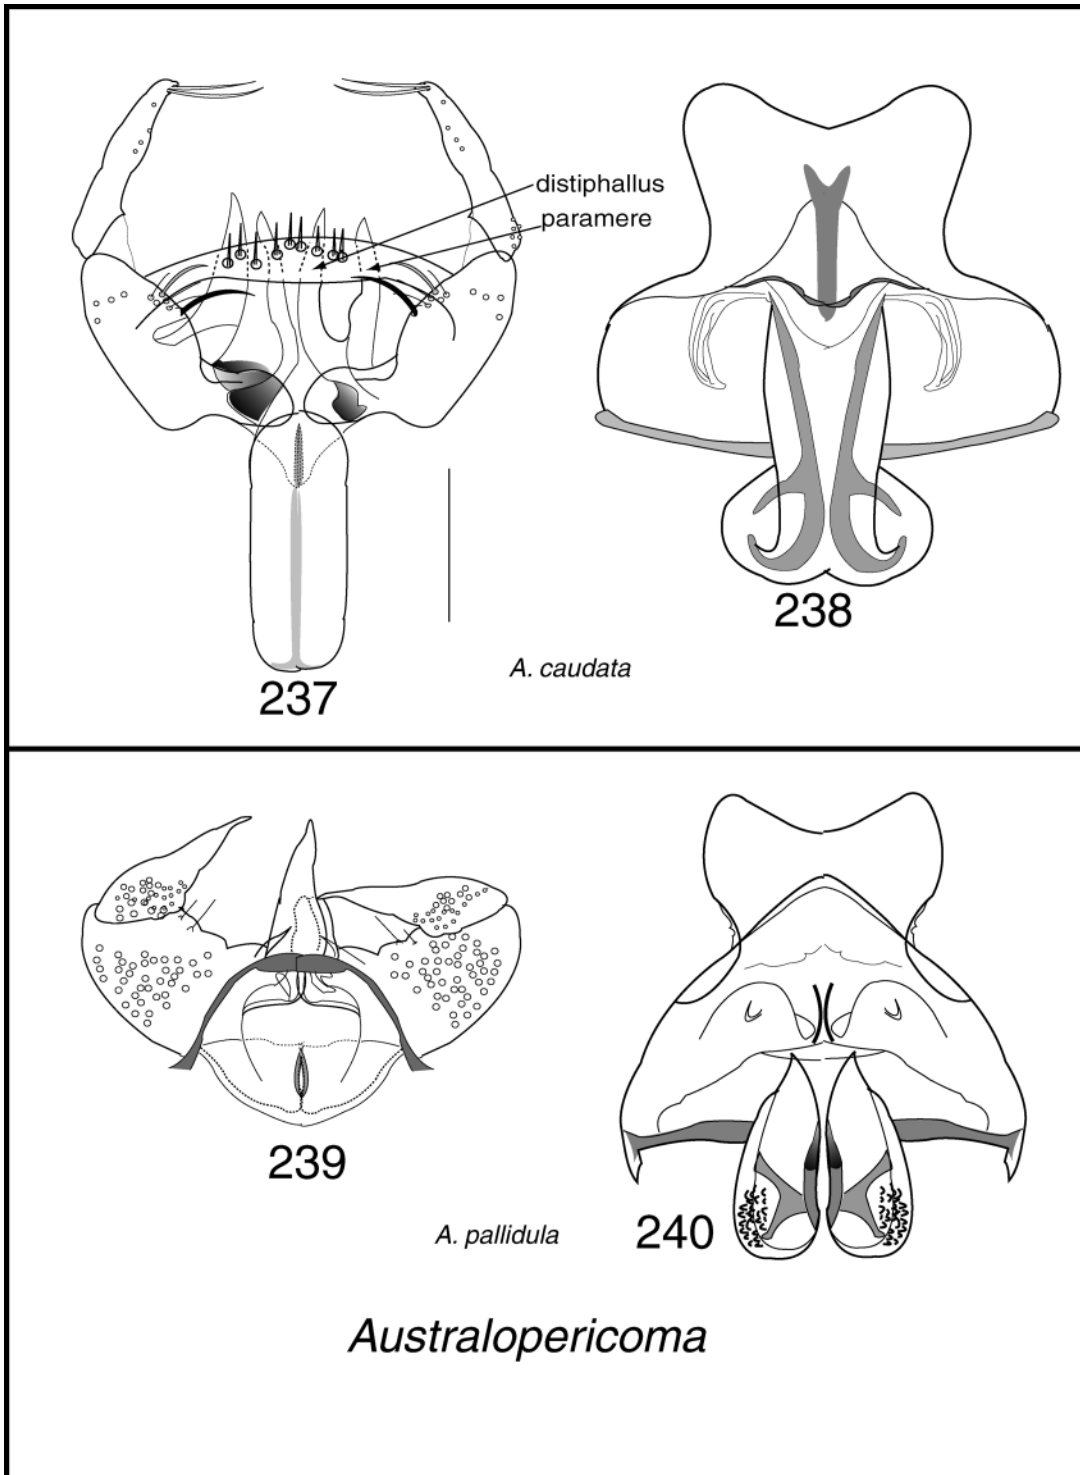 distiphallus
paramere
238
A. caudata
237
239
A. pallidula
240
Australopericoma